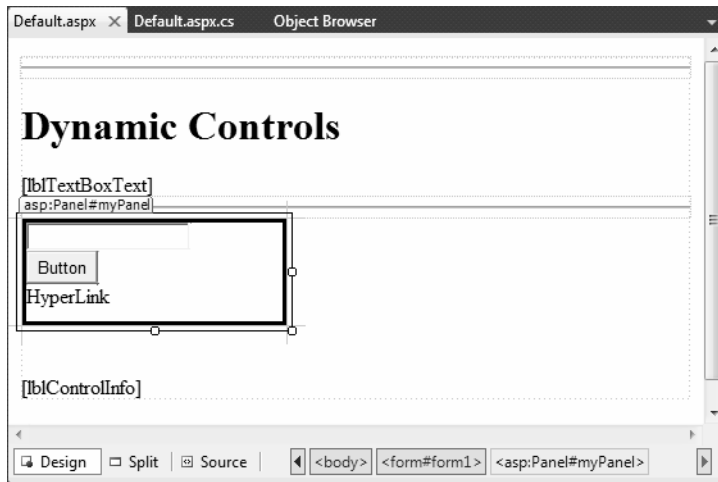 Default.aspx × Default.aspx.cs Object Browser
Dynamic Controls
[lblTextBoxText]
asp:Panel#myPanel
Button
HyperLink
[lblControlInfo]
Design Split Source <body> <form#form1> <asp:Panel#myPanel>